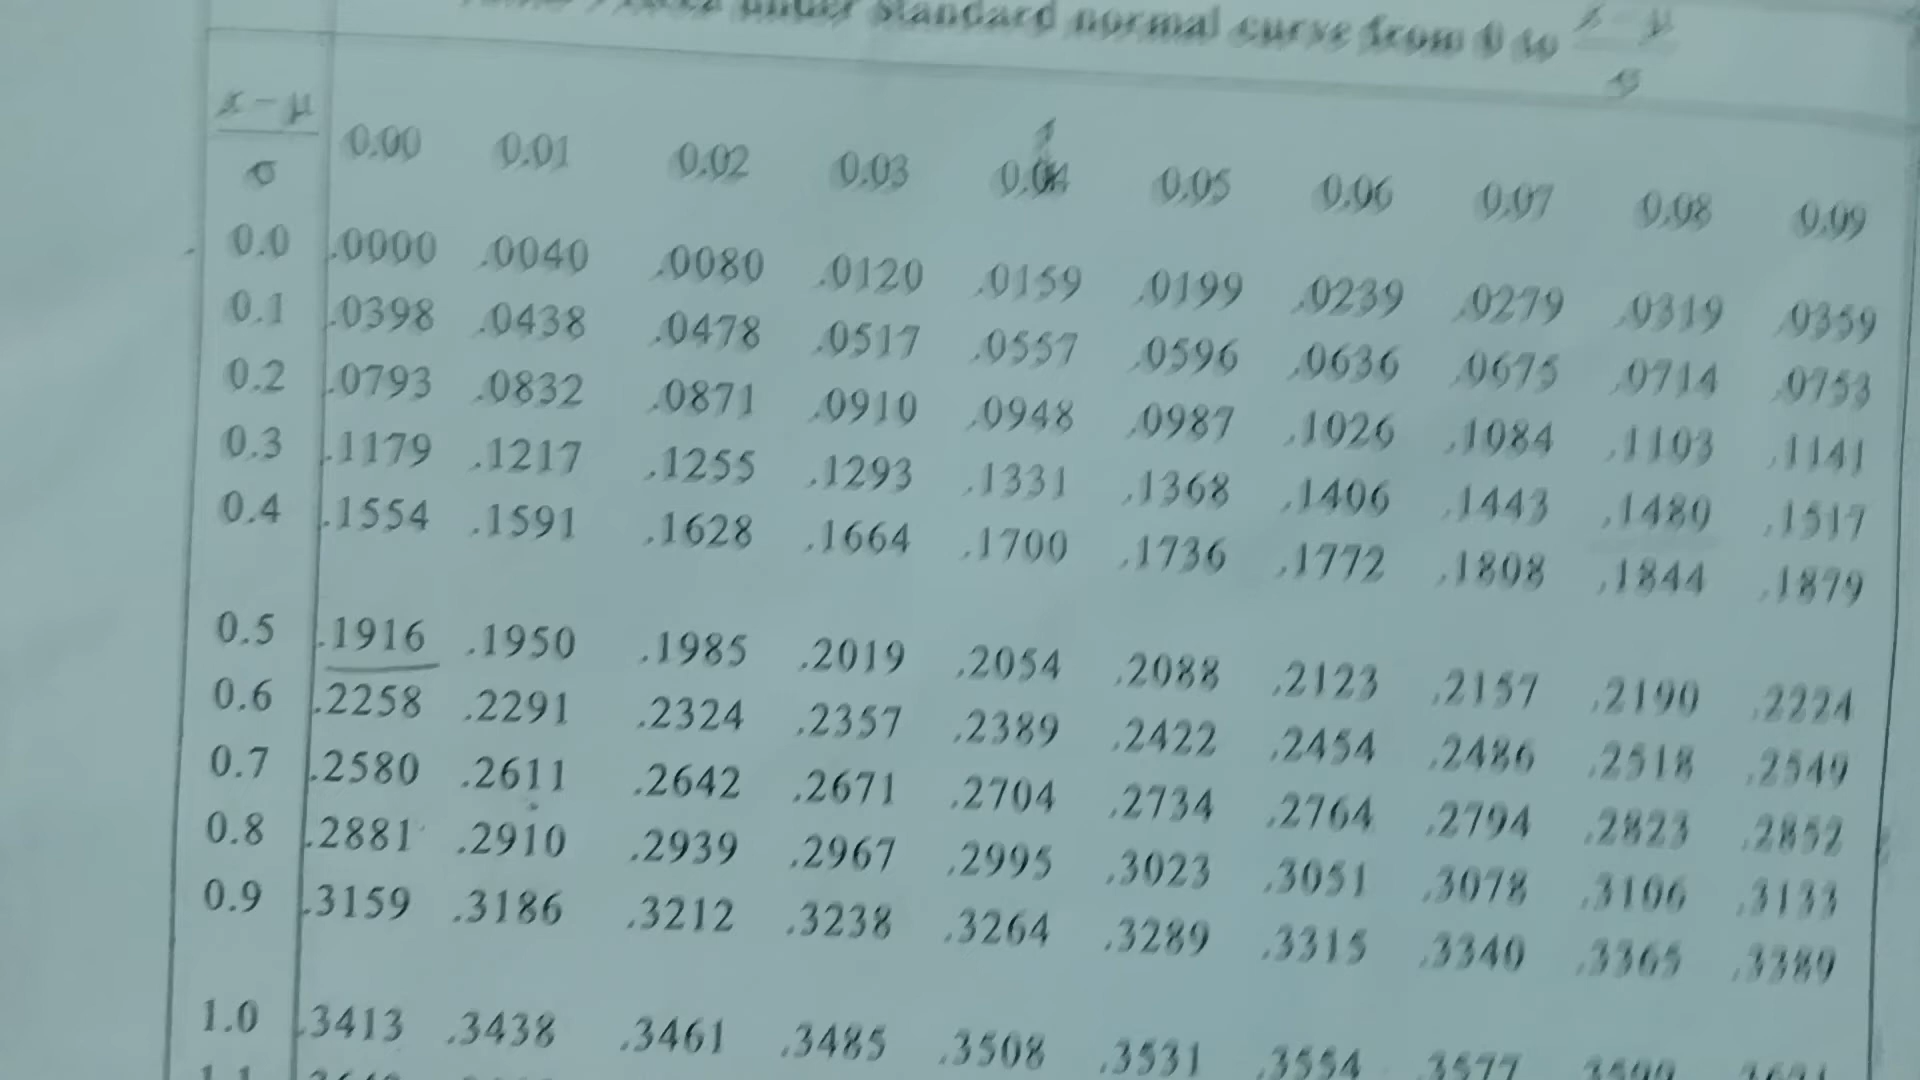 under standard normal curve from 0 to x - μ
σ
x - μ
σ
0.00 0.01 0.02 0.03 0.04 0.05 0.06 0.07 0.08 0.09
0.0 .0000 .0040 .0080 .0120 .0159 .0199 .0239 .0279 .0319 .0359
0.1 .0398 .0438 .0478 .0517 .0557 .0596 .0636 .0675 .0714 .0753
0.2 .0793 .0832 .0871 .0910 .0948 .0987 .1026 .1084 .1103 .1141
0.3 .1179 .1217 .1255 .1293 .1331 .1368 .1406 .1443 .1480 .1517
0.4 .1554 .1591 .1628 .1664 .1700 .1736 .1772 .1808 .1844 .1879
0.5 .1916 .1950 .1985 .2019 .2054 .2088 .2123 .2157 .2190 .2224
0.6 .2258 .2291 .2324 .2357 .2389 .2422 .2454 .2486 .2518 .2549
0.7 .2580 .2611 .2642 .2671 .2704 .2734 .2764 .2794 .2823 .2852
0.8 .2881 .2910 .2939 .2967 .2995 .3023 .3051 .3078 .3106 .3133
0.9 .3159 .3186 .3212 .3238 .3264 .3289 .3315 .3340 .3365 .3389
1.0 .3413 .3438 .3461 .3485 .3508 .3531 .3554 .3577